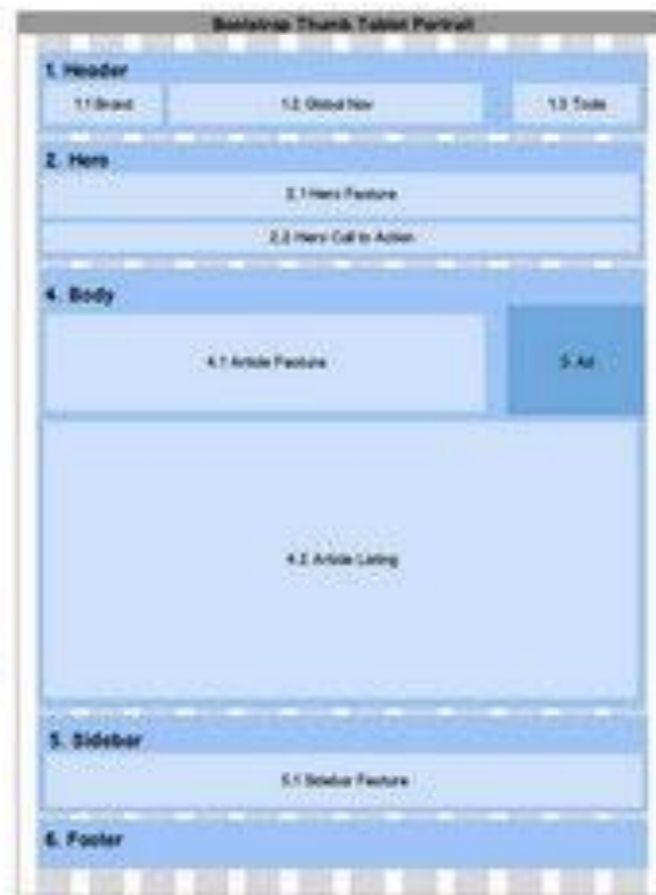 Bootstrap Thumb Tablet Portrait
1. Header
1.1 Brand
1.2 Global Nav
1.3 Tools
2. Hero
2.1 Hero Feature
2.2 Hero Call to Action
4. Body
4.1 Article Feature
3. Ad
4.2 Article Listing
5. Sidebar
5.1 Sidebar Feature
6. Footer